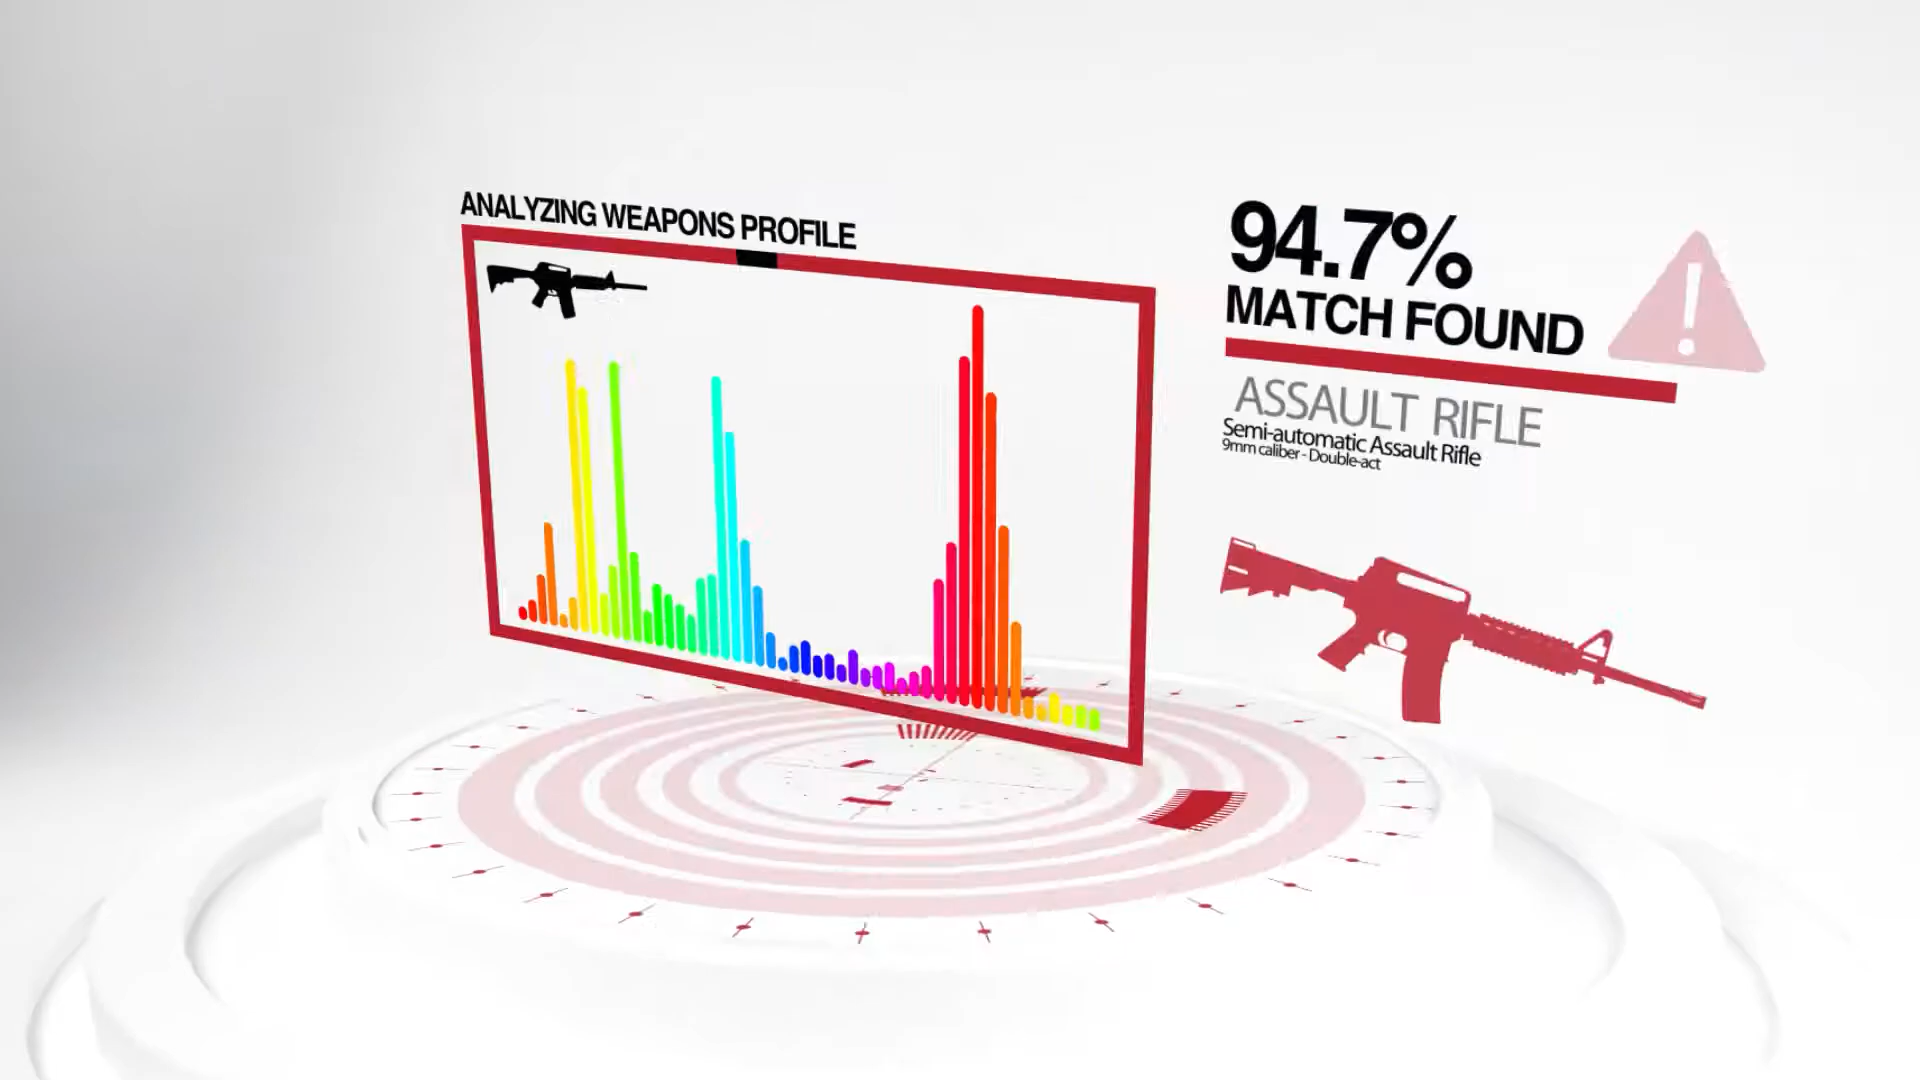 ANALYZING WEAPONS PROFILE
94.7%
MATCH FOUND
ASSAULT RIFLE
Semi-automatic Assault Rifle
9mm caliber - Double-act